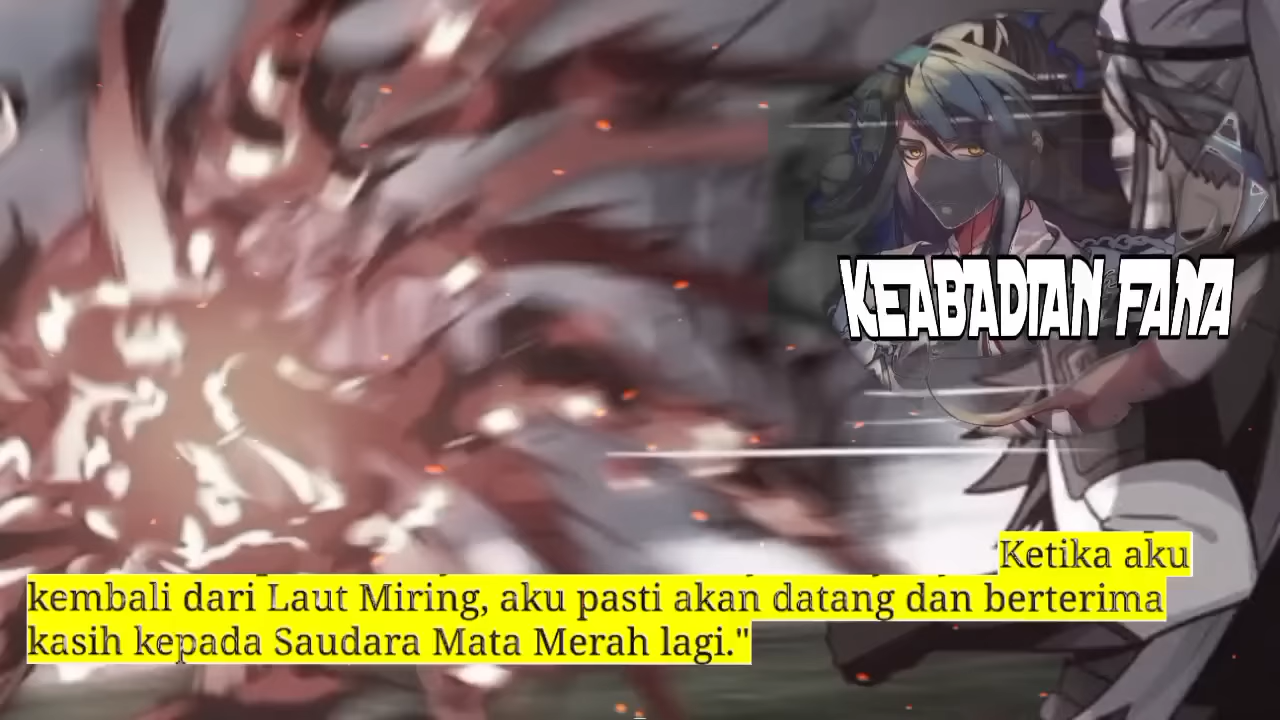 KEABADIAN FANA
Ketika aku
kembali dari Laut Miring, aku pasti akan datang dan berterima
kasih kepada Saudara Mata Merah lagi."